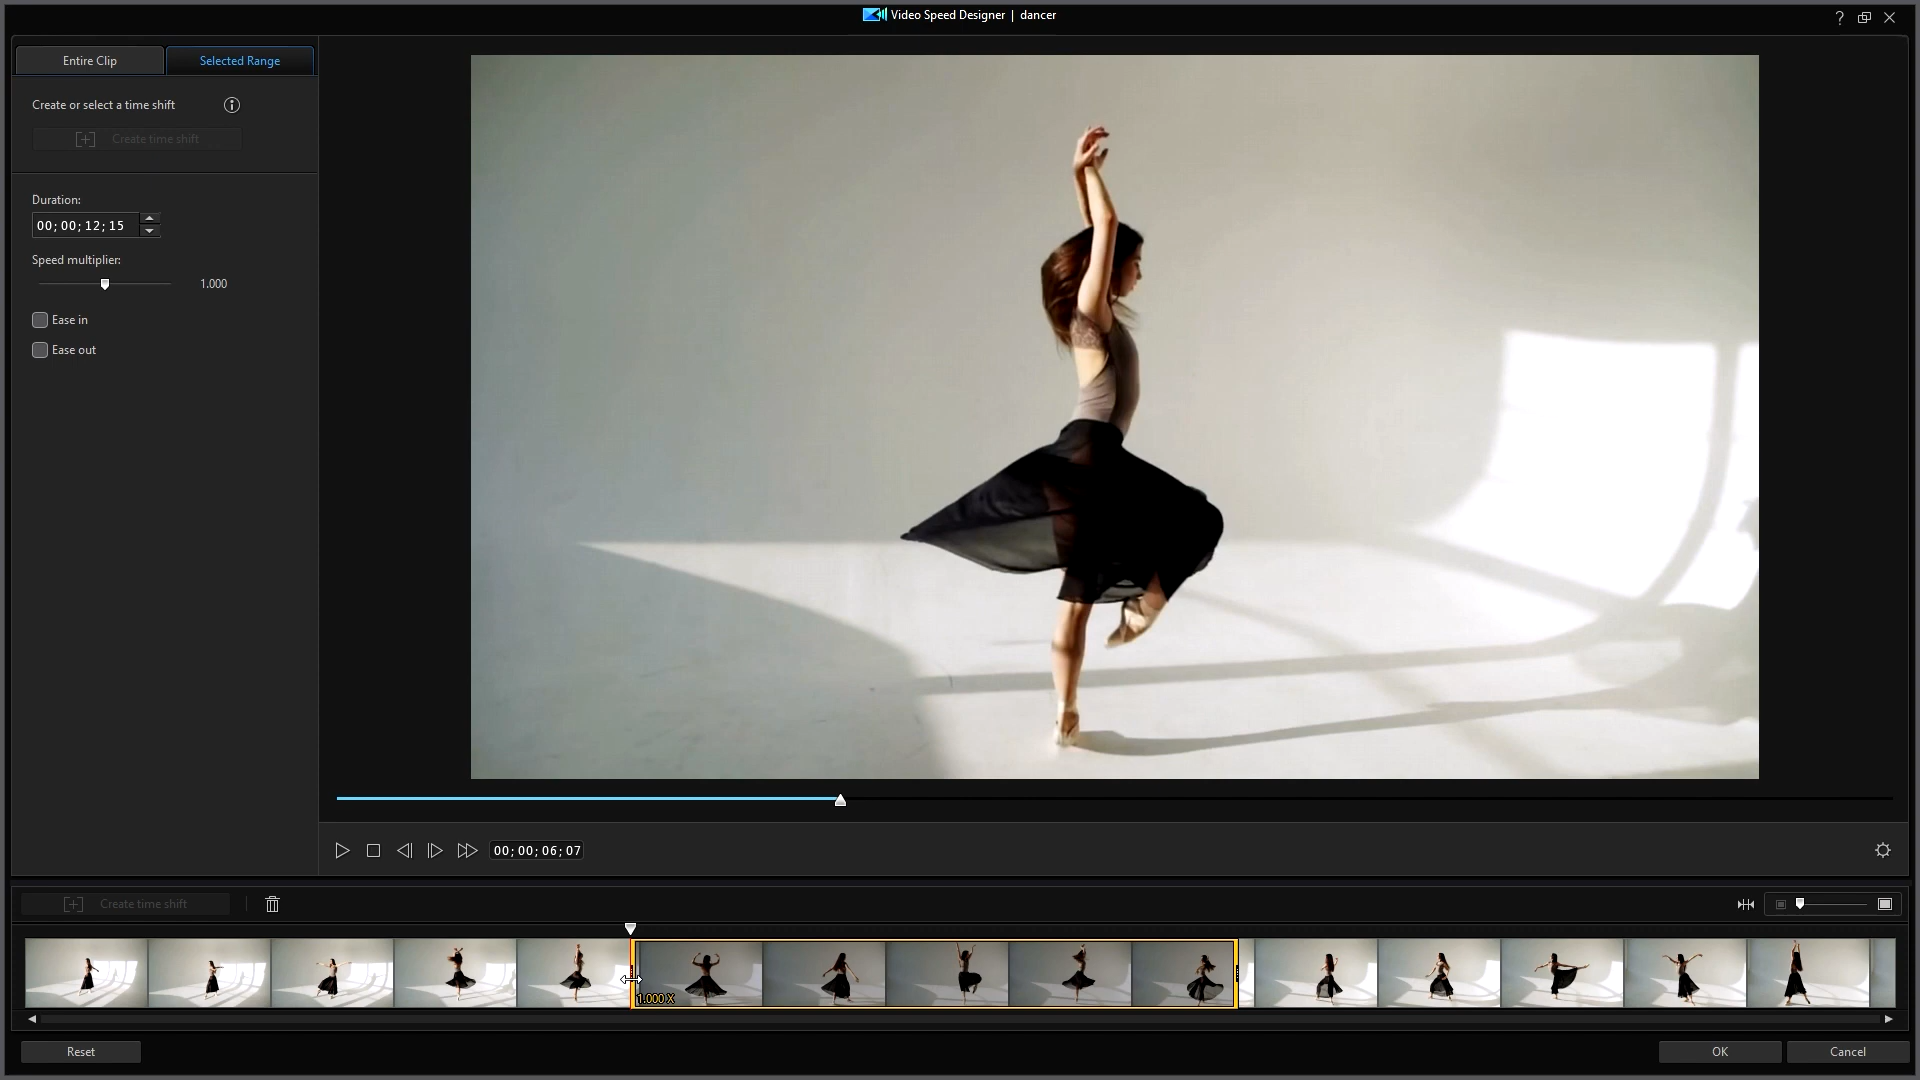 Video Speed Designer | dancer
?
Entire Clip
Selected Range
Create or select a time shift
Create time shift
Duration:
00; 00; 12; 15
Speed multiplier:
1.000
Ease in
Ease out
00; 00; 06; 07
Create time shift
1.000 X
Reset
OK
Cancel